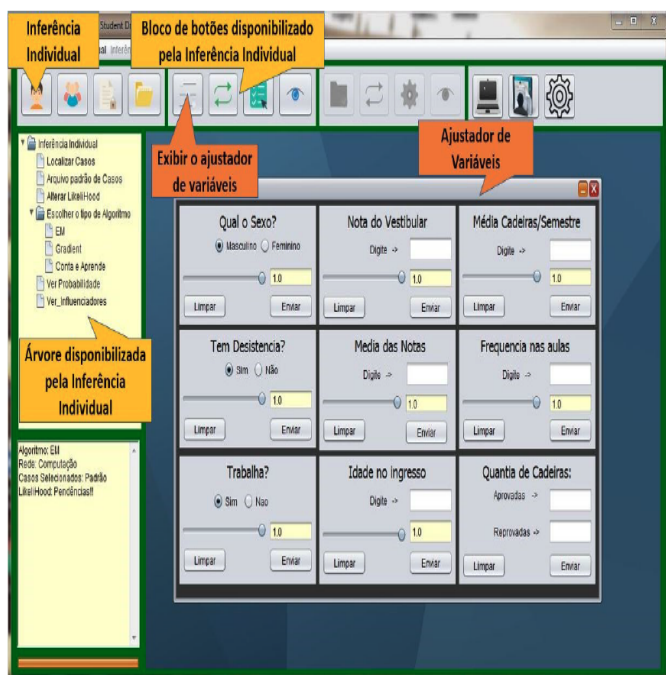 Inferência
Individual
Student D
Bloco de botões disponibilizado
pela Inferência Individual
Exibir o ajustador
de variáveis
Ajustador de
Variáveis
Inferência Individual
Localizar Casos
Arquivo padrão de Casos
Alterar LikeliHood
Escolher o tipo de Algoritmo
EM
Gradient
Conta e Aprende
Ver Probabilidade
Ver_Influenciadores
Árvore disponibilizada
pela Inferência
Individual
Algoritmo: EM
Rede: Computação
Casos Selecionados: Padrão
LikeliHood: Pendências!!
Qual o Sexo?
Masculino Feminino
1.0
Limpar Enviar
Nota do Vestibular
Digite ->
1.0
Limpar Enviar
Média Cadeiras/Semestre
Digite ->
1.0
Limpar Enviar
Tem Desistencia?
Sim Não
1.0
Limpar Enviar
Media das Notas
Digite ->
1.0
Limpar Enviar
Frequencia nas aulas
Digite ->
1.0
Limpar Enviar
Trabalha?
Sim Nao
1.0
Limpar Enviar
Idade no Ingresso
Digite ->
1.0
Limpar Enviar
Quantia de Cadeiras:
Aprovadas ->
Reprovadas ->
Limpar Enviar